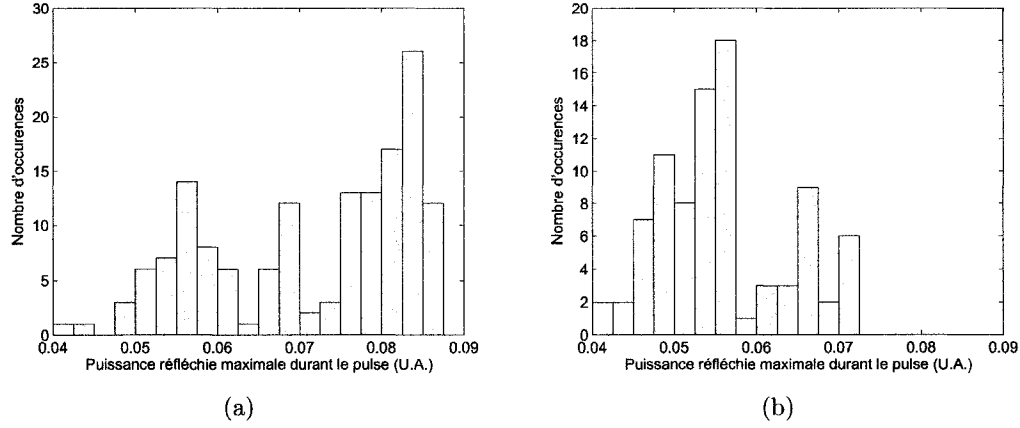 30
25
20
15
10
5
0
Nombre d'occurences
0.04 0.05 0.06 0.07 0.08 0.09
Puissance réfléchie maximale durant le pulse (U.A.)
(a)
20
18
16
14
12
10
8
6
4
2
0
Nombre d'occurences
0.04 0.05 0.06 0.07 0.08 0.09
Puissance réfléchie maximale durant le pulse (U.A.)
(b)